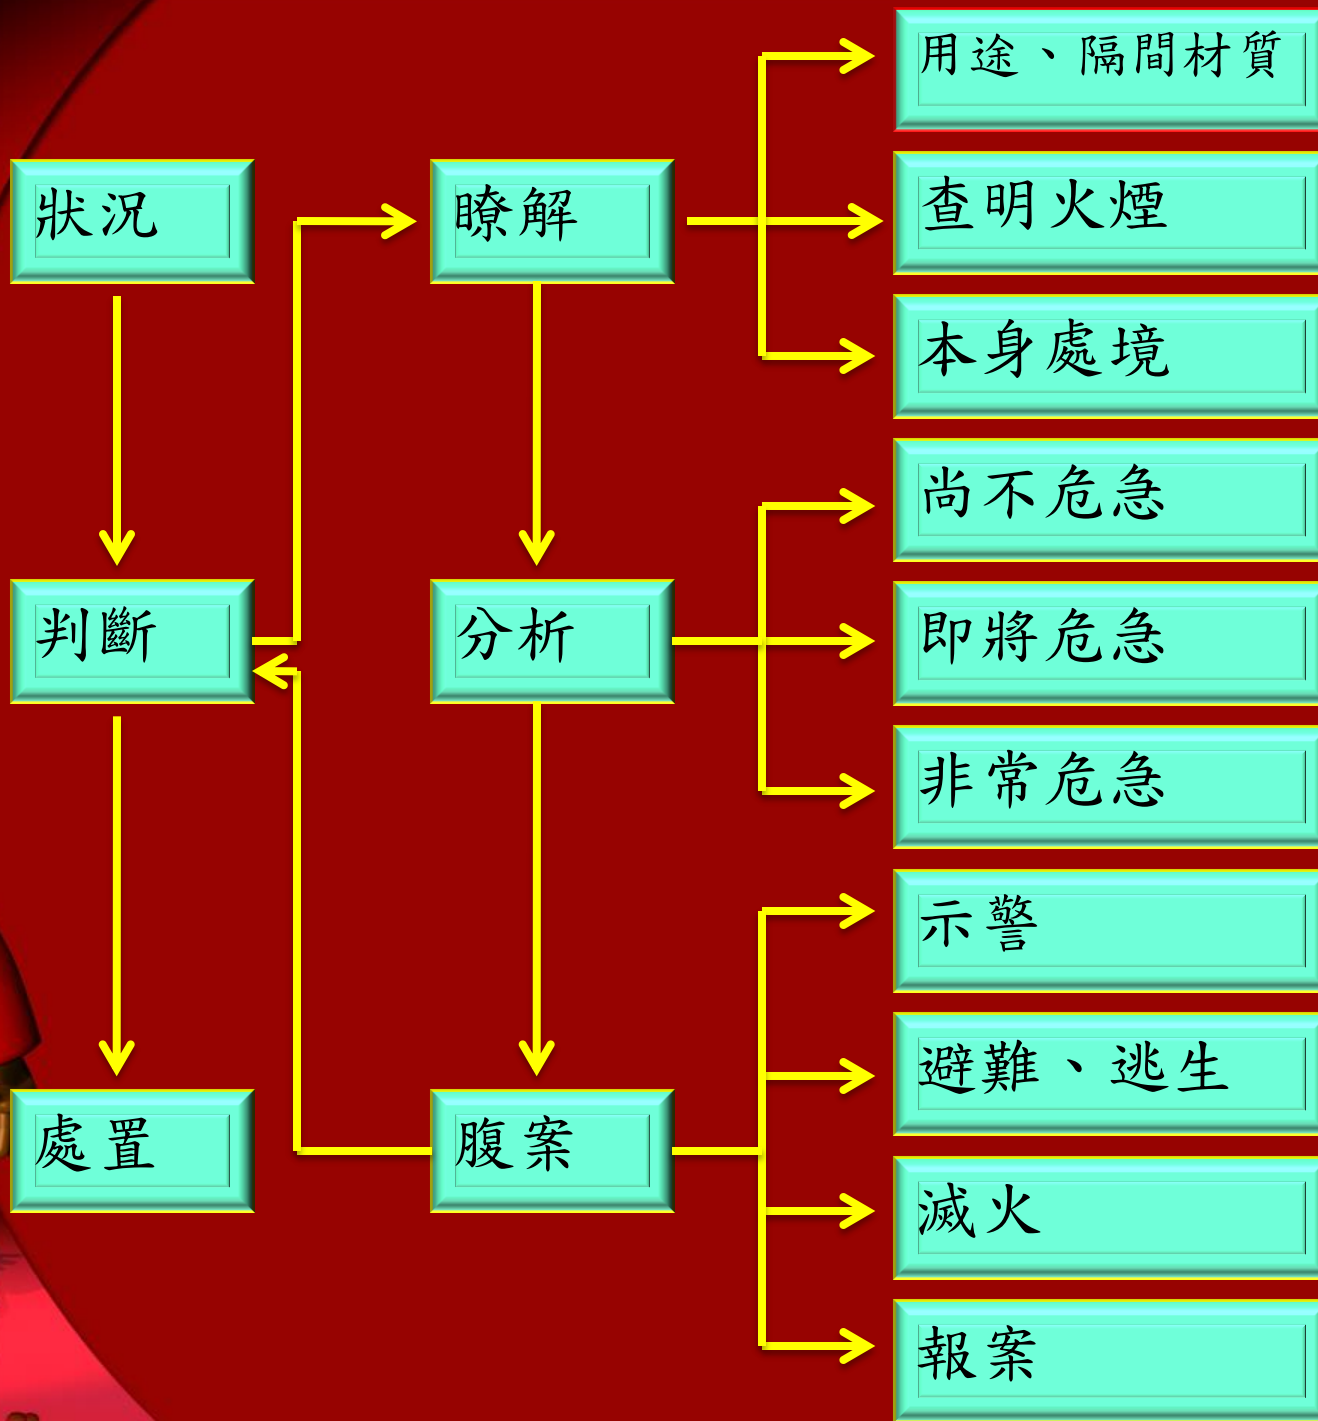 用途、隔間材質
狀況
瞭解
查明火煙
本身處境
尚不危急
判斷
分析
即將危急
非常危急
示警
避難、逃生
處置
腹案
滅火
報案